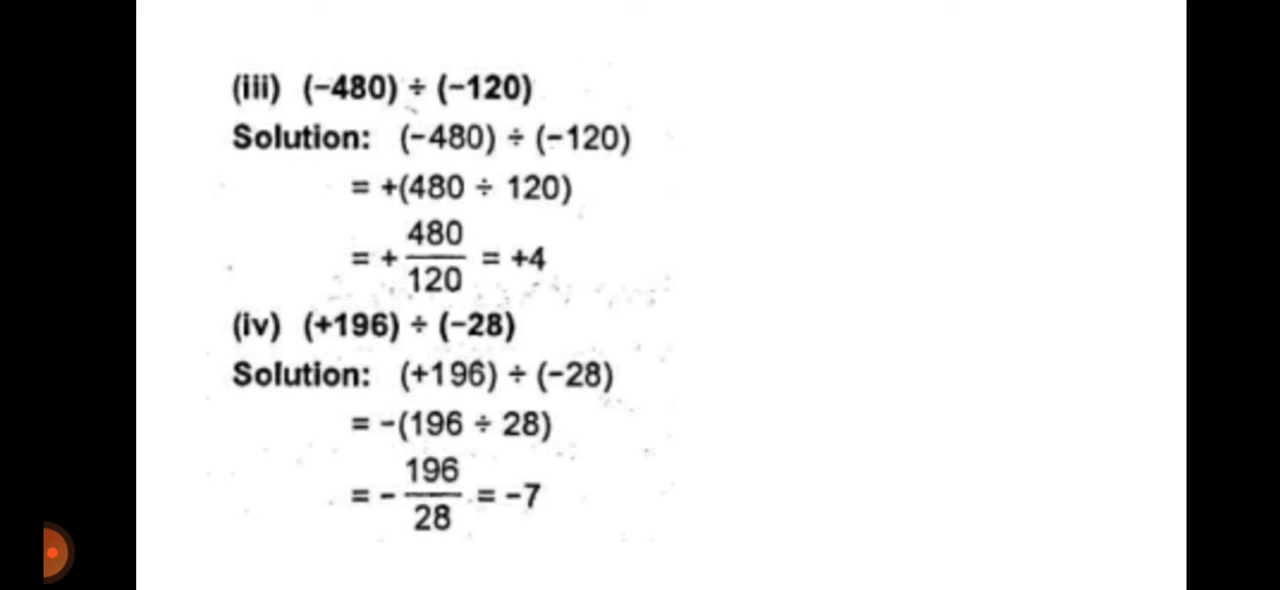 (iii) (−480) ÷ (−120)
Solution: (−480) ÷ (−120)
= +(480 ÷ 120)
= + 480/120 = +4
(iv) (+196) ÷ (−28)
Solution: (+196) ÷ (−28)
= −(196 ÷ 28)
= − 196/28 = −7